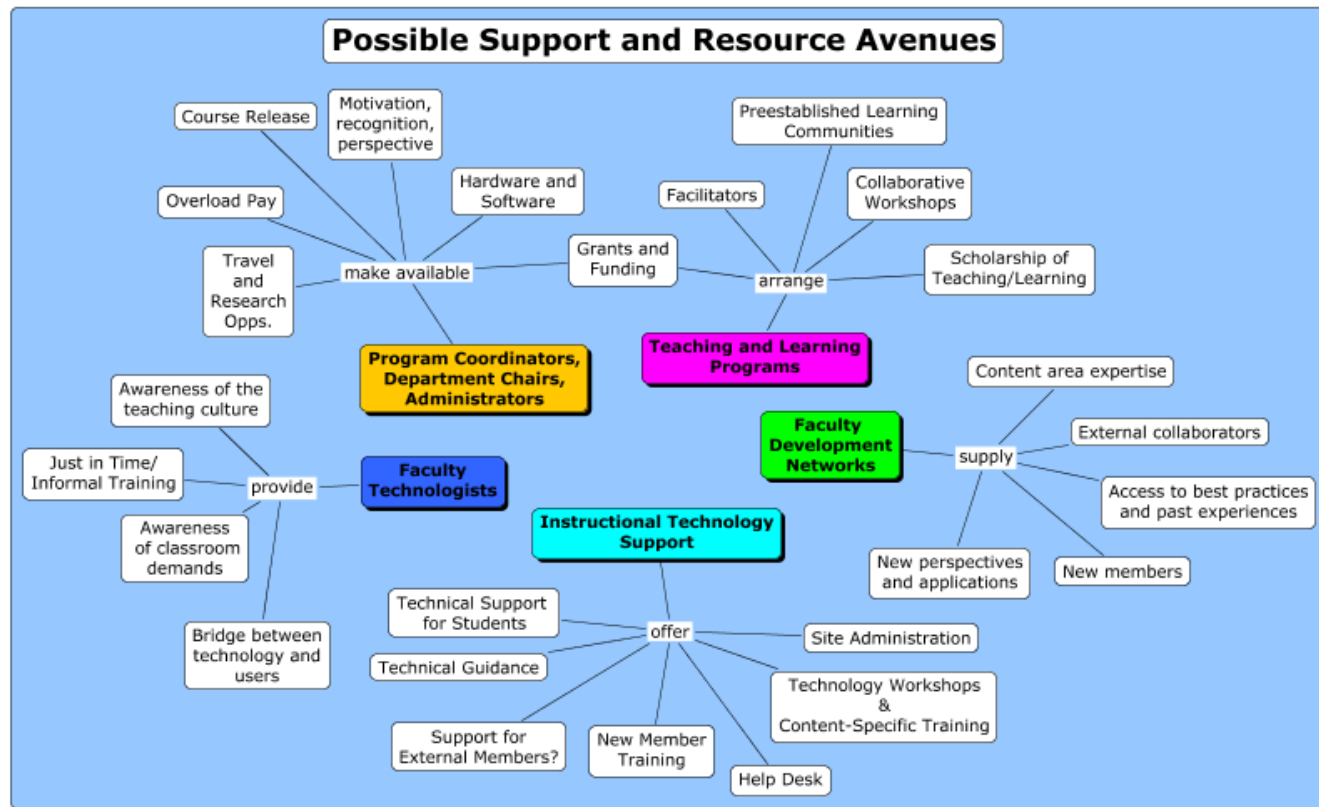 Possible Support and Resource Avenues
Course Release
Motivation,
recognition,
perspective
Overload Pay
Hardware and
Software
Travel
and
Research
Opps.
make available
Grants and
Funding
Program Coordinators,
Department Chairs,
Administrators
Preestablished Learning
Communities
Facilitators
Collaborative
Workshops
Scholarship of
Teaching/Learning
arrange
Teaching and Learning
Programs
Awareness of the
teaching culture
Just in Time/
Informal Training
provide
Faculty
Technologists
Awareness
of classroom
demands
Bridge between
technology and
users
Faculty
Development
Networks
supply
Content area expertise
External collaborators
Access to best practices
and past experiences
New perspectives
and applications
New members
Instructional Technology
Support
offer
Technical Support
for Students
Technical Guidance
Site Administration
Technology Workshops
&
Content-Specific Training
Support for
External Members?
New Member
Training
Help Desk